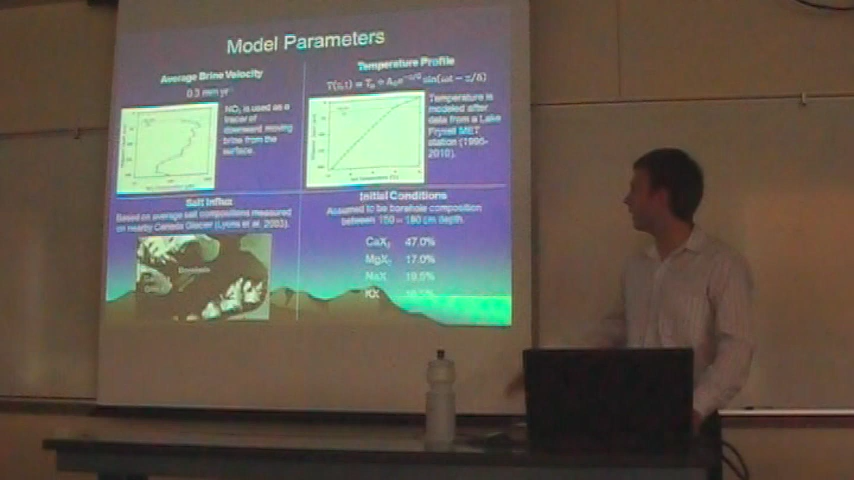 Model Parameters
Average Brine Velocity
0.3 mm yr⁻¹
NO₃ is used as a
tracer of
downward moving
brine from the
surface.
Temperature Profile
T(z,t) = T₀ + A₀e^(-z/d) sin(ωt − z/d)
Temperature is
modeled after
data from a Lake
Fryxell MET
station (1995-
2010).
Salt Influx
Based on average salt compositions measured
on nearby Canada Glacier (Lyons et al. 2003).
Borehole
Initial Conditions
Assumed to be borehole composition
between 150 – 180 cm depth.
CaX₂ 47.0%
MgX₂ 17.0%
NaX 19.5%
KX